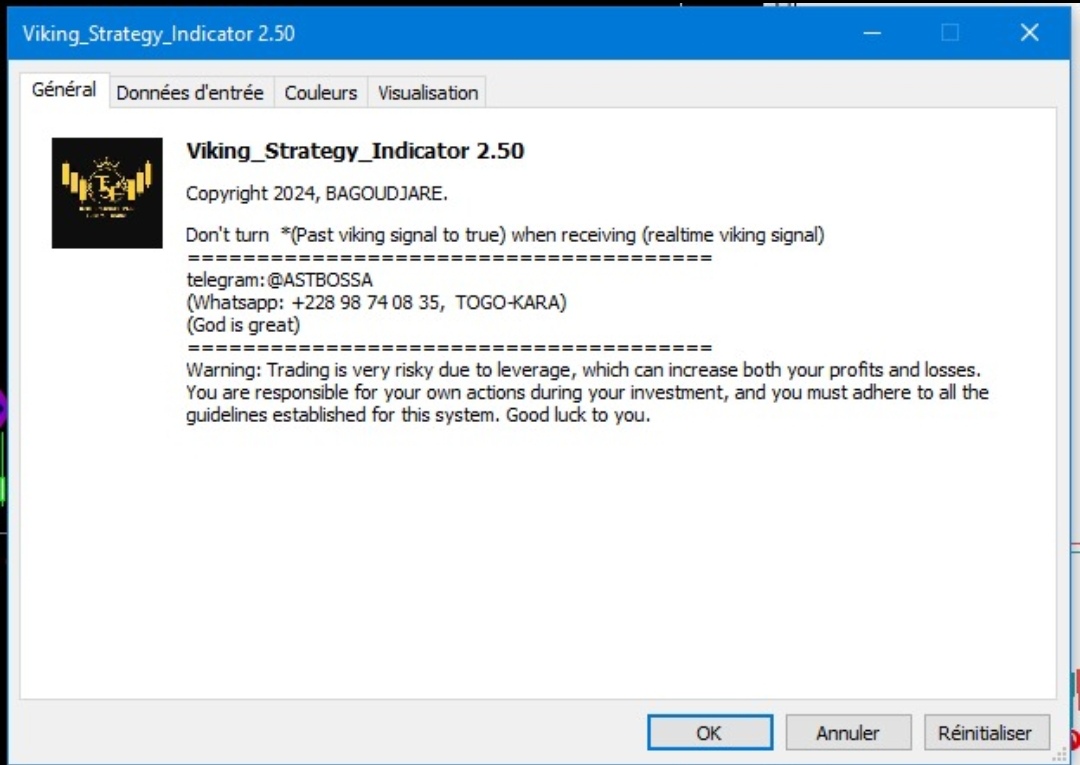 Viking_Strategy_Indicator 2.50
Général
Données d'entrée
Couleurs
Visualisation
Viking_Strategy_Indicator 2.50
Copyright 2024, BAGOUDJARE.
Don't turn  *(Past viking signal to true) when receiving (realtime viking signal)
======================================
telegram:@ASTBOSSA
(Whatsapp: +228 98 74 08 35,  TOGO-KARA)
(God is great)
======================================
Warning: Trading is very risky due to leverage, which can increase both your profits and losses.
You are responsible for your own actions during your investment, and you must adhere to all the
guidelines established for this system. Good luck to you.
OK
Annuler
Réinitialiser